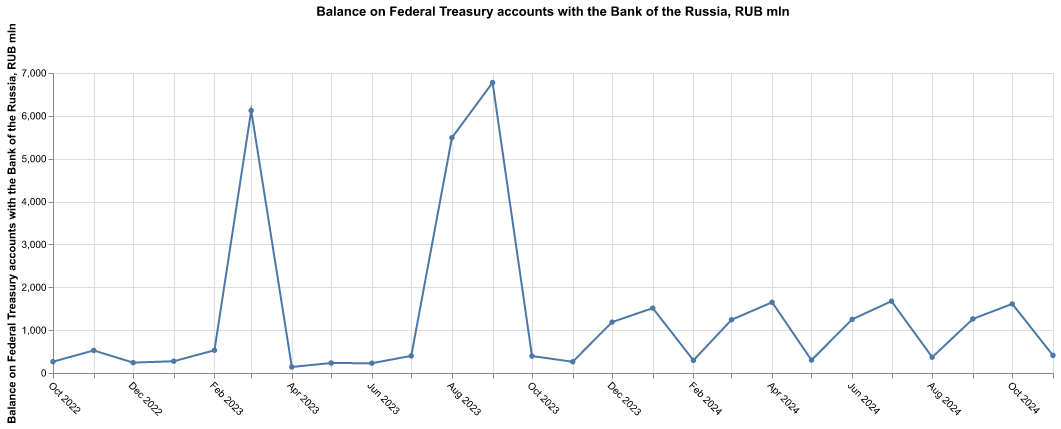 Balance on Federal Treasury accounts with the Bank of the Russia, RUB mln
Balance on Federal Treasury accounts with the Bank of the Russia, RUB mln
7,000
6,000
5,000
4,000
3,000
2,000
1,000
0
Oct 2022
Dec 2022
Feb 2023
Apr 2023
Jun 2023
Aug 2023
Oct 2023
Dec 2023
Feb 2024
Apr 2024
Jun 2024
Aug 2024
Oct 2024